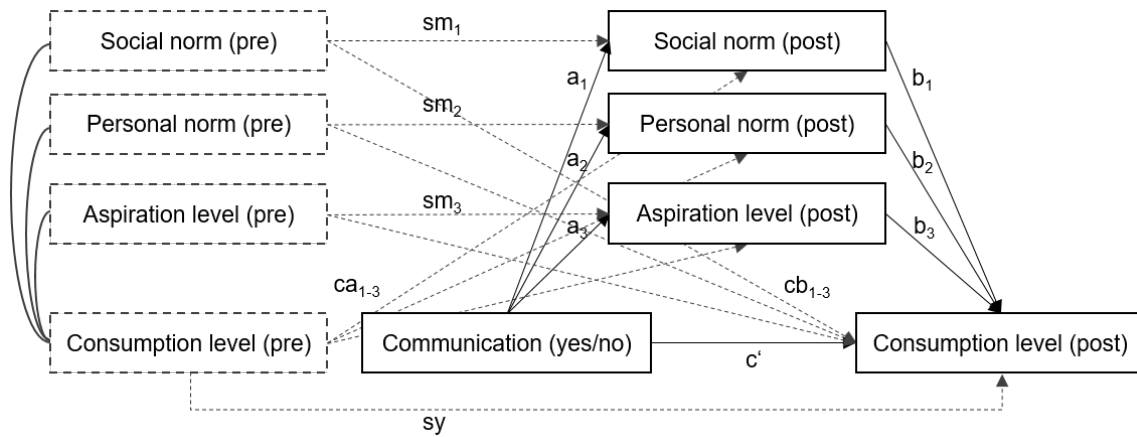 Social norm (pre)
sm₁
Social norm (post)
a₁
b₁
Personal norm (pre)
sm₂
Personal norm (post)
a₂
b₂
Aspiration level (pre)
sm₃
Aspiration level (post)
a₃
b₃
ca₁₋₃
cb₁₋₃
Consumption level (pre)
Communication (yes/no)
c‘
Consumption level (post)
sy